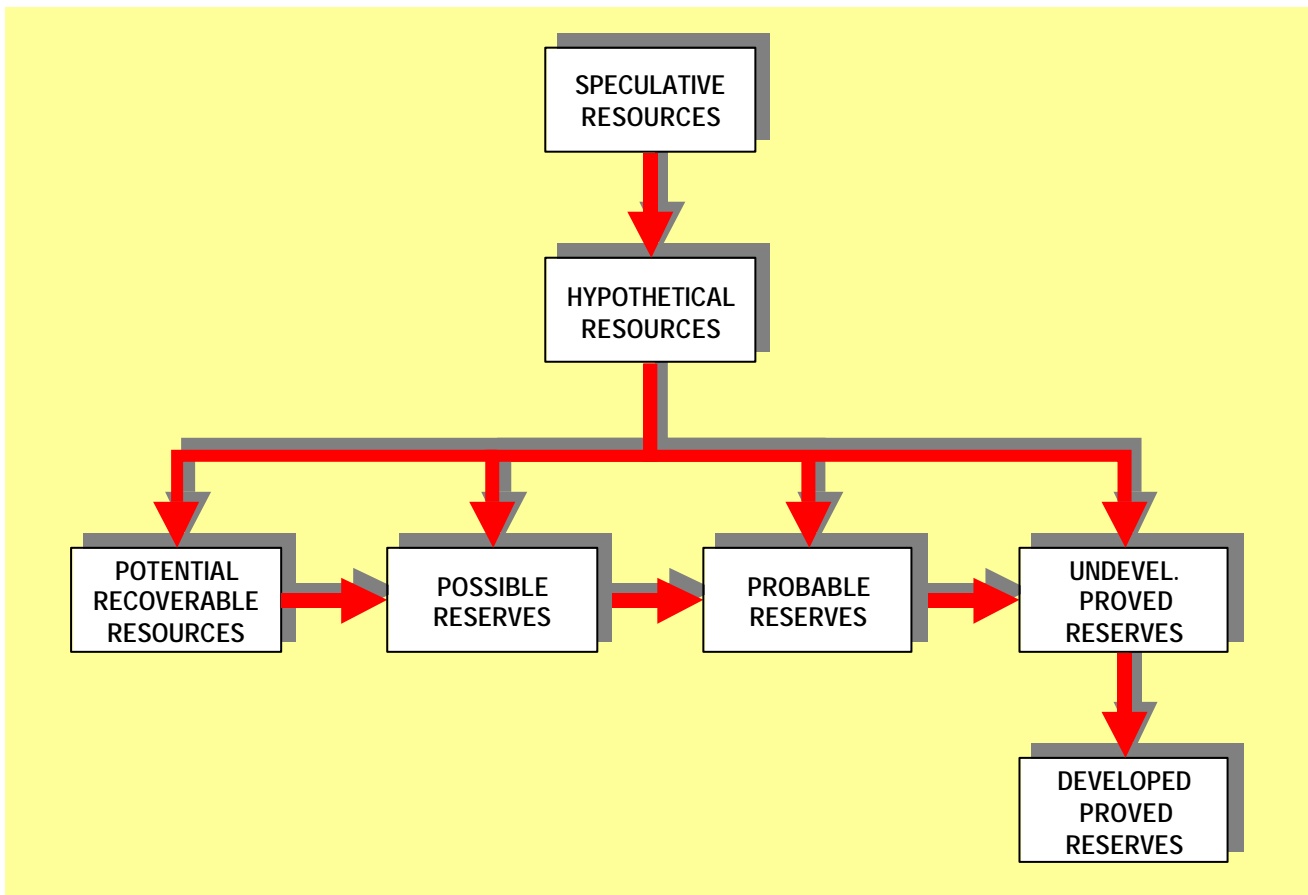 SPECULATIVE
RESOURCES
HYPOTHETICAL
RESOURCES
POTENTIAL
RECOVERABLE
RESOURCES
POSSIBLE
RESERVES
PROBABLE
RESERVES
UNDEVEL.
PROVED
RESERVES
DEVELOPED
PROVED
RESERVES